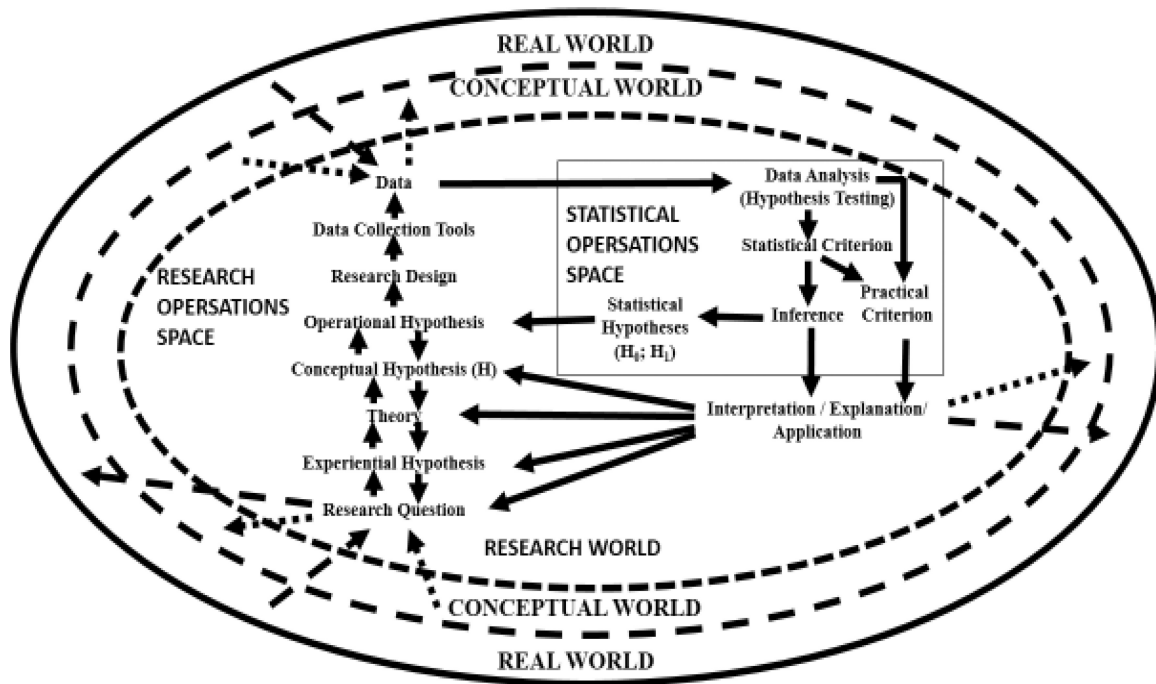 REAL WORLD
CONCEPTUAL WORLD
Data
Data Collection Tools
Research Design
Operational Hypothesis
Conceptual Hypothesis (H)
Theory
Experiential Hypothesis
Research Question
RESEARCH
OPERSATIONS
SPACE
STATISTICAL
OPERSATIONS
SPACE
Data Analysis
(Hypothesis Testing)
Statistical Criterion
Practical
Criterion
Inference
Statistical
Hypotheses
(H₀; H₁)
Interpretation / Explanation/
Application
RESEARCH WORLD
CONCEPTUAL WORLD
REAL WORLD